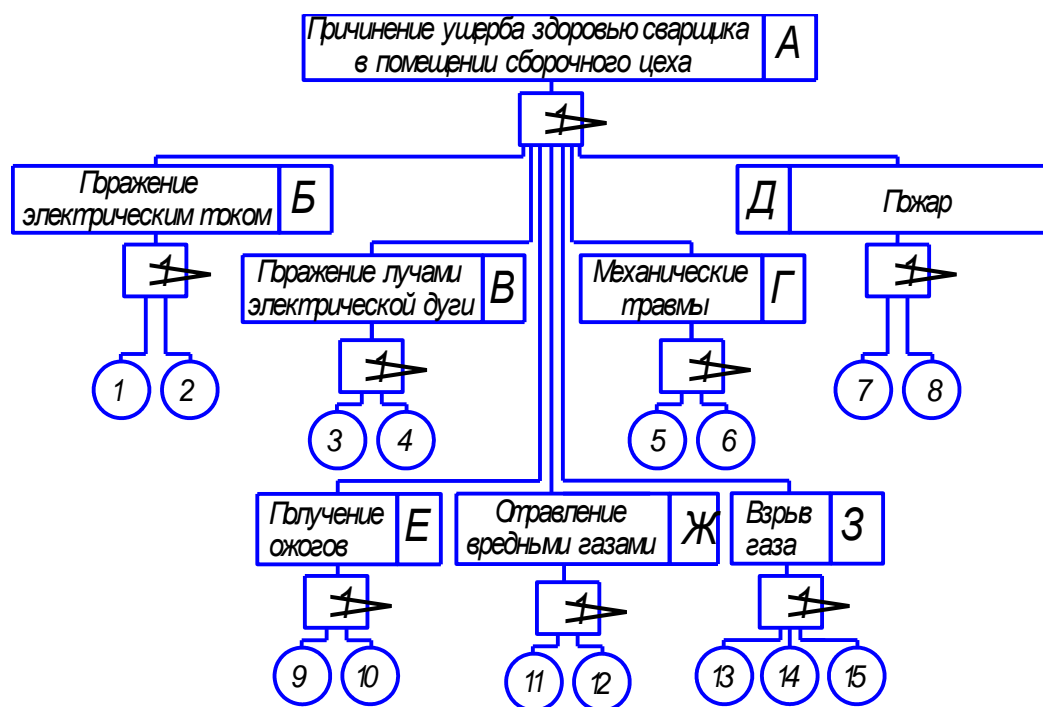 Причинение ущерба здоровью сварщика
в помещении сборочного цеха
А
1
Поражение
электрическим током
Б
Д
Пожар
1
Поражение лучами
электрической дуги
В
Механические
травмы
Г
1
1
1
1
2
7
8
3
4
5
6
Получение
ожогов
Е
Отравление
вредными газами
Ж
Взрыв
газа
З
1
1
1
9
10
11
12
13
14
15